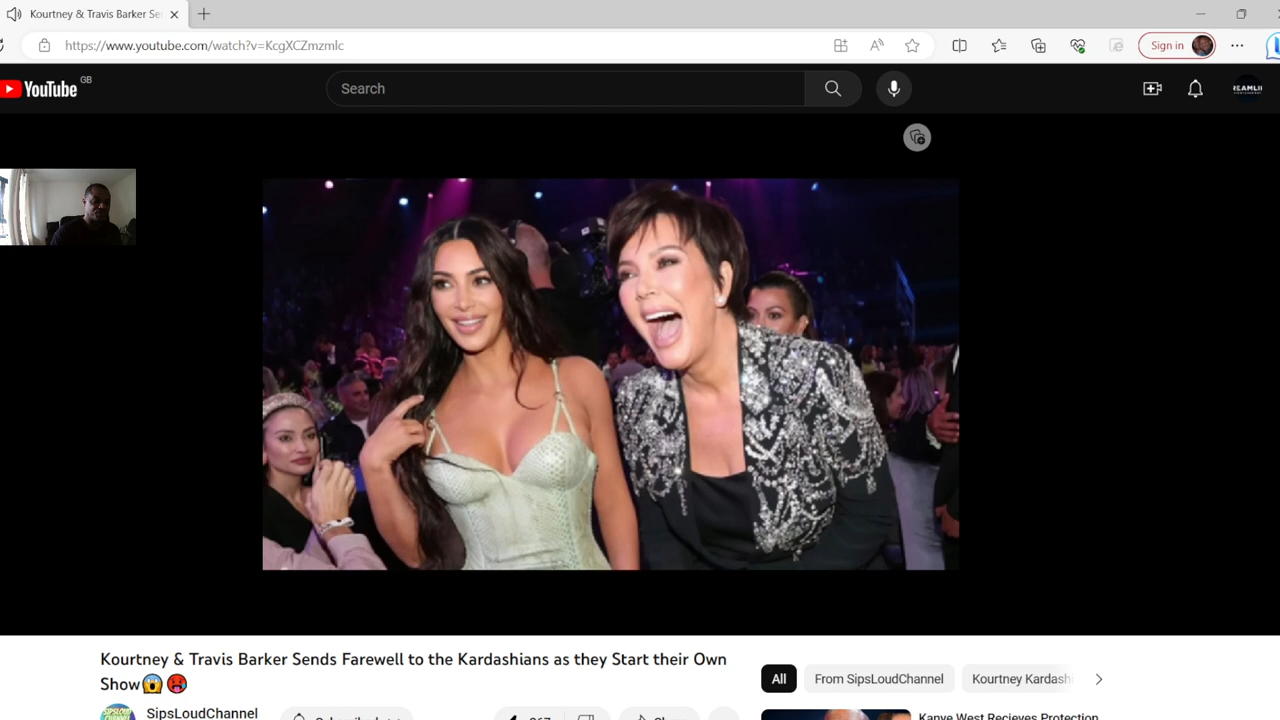 Kourtney & Travis Barker Se
https://www.youtube.com/watch?v=KcgXCZmzmlc
Sign in
YouTube GB
Search
Kourtney & Travis Barker Sends Farewell to the Kardashians as they Start their Own
Show😱🥵
All
From SipsLoudChannel
Kourtney Kardash
SipsLoudChannel
Kanye West Recieves Protection